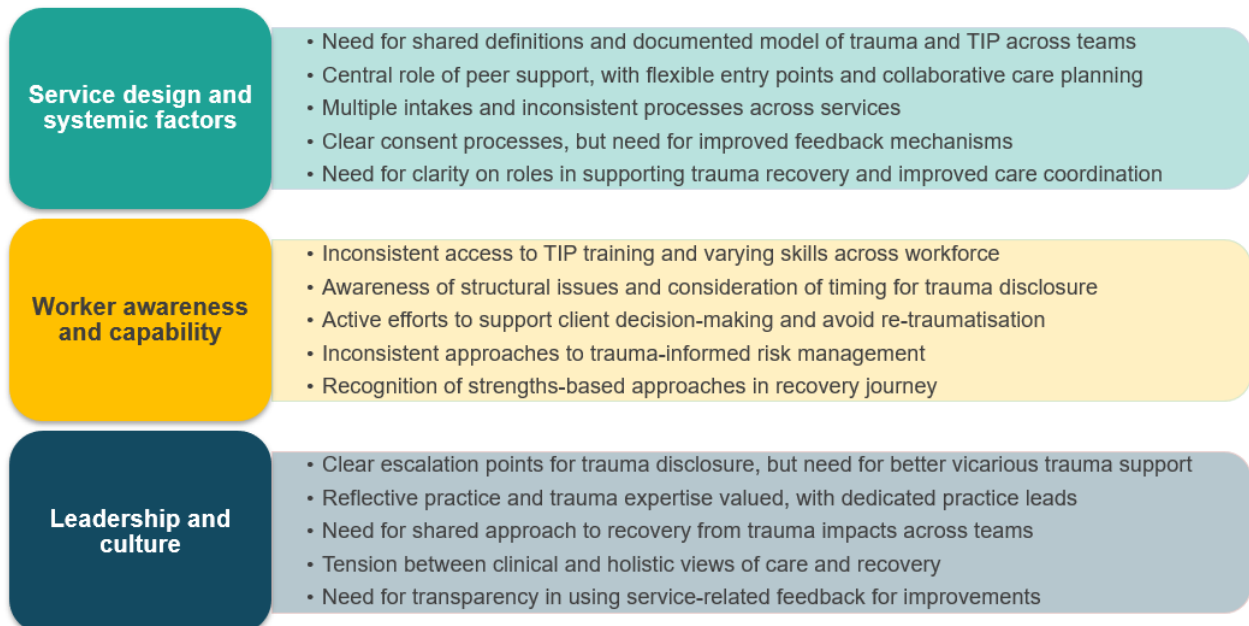 Service design and
systemic factors
• Need for shared definitions and documented model of trauma and TIP across teams
• Central role of peer support, with flexible entry points and collaborative care planning
• Multiple intakes and inconsistent processes across services
• Clear consent processes, but need for improved feedback mechanisms
• Need for clarity on roles in supporting trauma recovery and improved care coordination
Worker awareness
and capability
• Inconsistent access to TIP training and varying skills across workforce
• Awareness of structural issues and consideration of timing for trauma disclosure
• Active efforts to support client decision-making and avoid re-traumatisation
• Inconsistent approaches to trauma-informed risk management
• Recognition of strengths-based approaches in recovery journey
Leadership and
culture
• Clear escalation points for trauma disclosure, but need for better vicarious trauma support
• Reflective practice and trauma expertise valued, with dedicated practice leads
• Need for shared approach to recovery from trauma impacts across teams
• Tension between clinical and holistic views of care and recovery
• Need for transparency in using service-related feedback for improvements